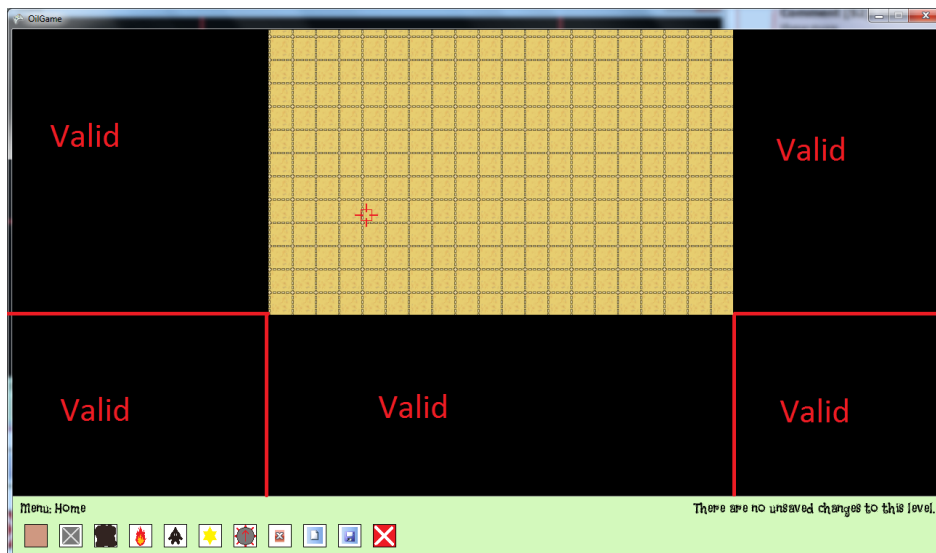 OilGame
Valid
Valid
Valid
Valid
Valid
Menu: Home
There are no unsaved changes to this level.